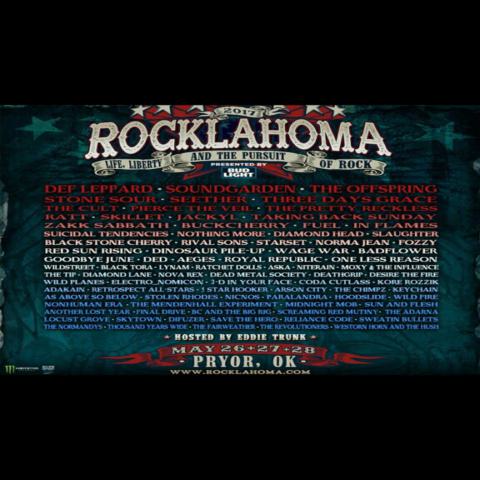 2017
ROCKLAHOMA
LIFE, LIBERTY AND THE PURSUIT OF ROCK
PRESENTED BY
BUD LIGHT
DEF LEPPARD · SOUNDGARDEN · THE OFFSPRING
STONE SOUR · SEETHER · THREE DAYS GRACE
THE CULT · PIERCE THE VEIL · THE PRETTY RECKLESS
RATT · SKILLET · JACKYL · TAKING BACK SUNDAY
ZAKK SABBATH · BUCKCHERRY · FUEL · IN FLAMES
SUICIDAL TENDENCIES · NOTHING MORE · DIAMOND HEAD · SLAUGHTER
BLACK STONE CHERRY · RIVAL SONS · STARSET · NORMA JEAN · FOZZY
RED SUN RISING · DINOSAUR PILE-UP · WAGE WAR · BADFLOWER
GOODBYE JUNE · DED · AEGES · ROYAL REPUBLIC · ONE LESS REASON
WILDSTREET · BLACK TORA · LYNAM · RATCHET DOLLS · ASKA · NITERAIN · MOXY & THE INFLUENCE
THE TIP · DIAMOND LANE · NOVA REX · DEAD METAL SOCIETY · DEATHGRIP · DESIRE THE FIRE
WILD PLANES · ELECTRO_NOMICON · 3-D IN YOUR FACE · CODA CUTLASS · KORE ROZZIK
ADAKAIN · RETROSPECT ALL STARS · 5 STAR HOOKER · ARSON CITY · THE CHIMPZ · KEYCHAIN
NONHUMAN ERA · THE MENDENHALL EXPERIMENT · MIDNIGHT MOB · SUN AND FLESH
AS ABOVE SO BELOW · STOLEN RHODES · NICNOS · PARALANDRA · HOODSLIDE · WILD FIRE
ANOTHER LOST YEAR · FINAL DRIVE · BC AND THE BIG RIG · SCREAMING RED MUTINY · THE ADARNA
LOCUST GROVE · SKYTOWN · DIFUZER · SAVE THE HERO · RELIANCE CODE · SWEATIN BULLETS
THE NORMANDYS · THOUSAND YEARS WIDE · THE FAIRWEATHER · THE REVOLUTIONERS · WESTORN HORN AND THE HUSH
HOSTED BY EDDIE TRUNK
MAY 26+27+28
· PRYOR, OK ·
WWW.ROCKLAHOMA.COM